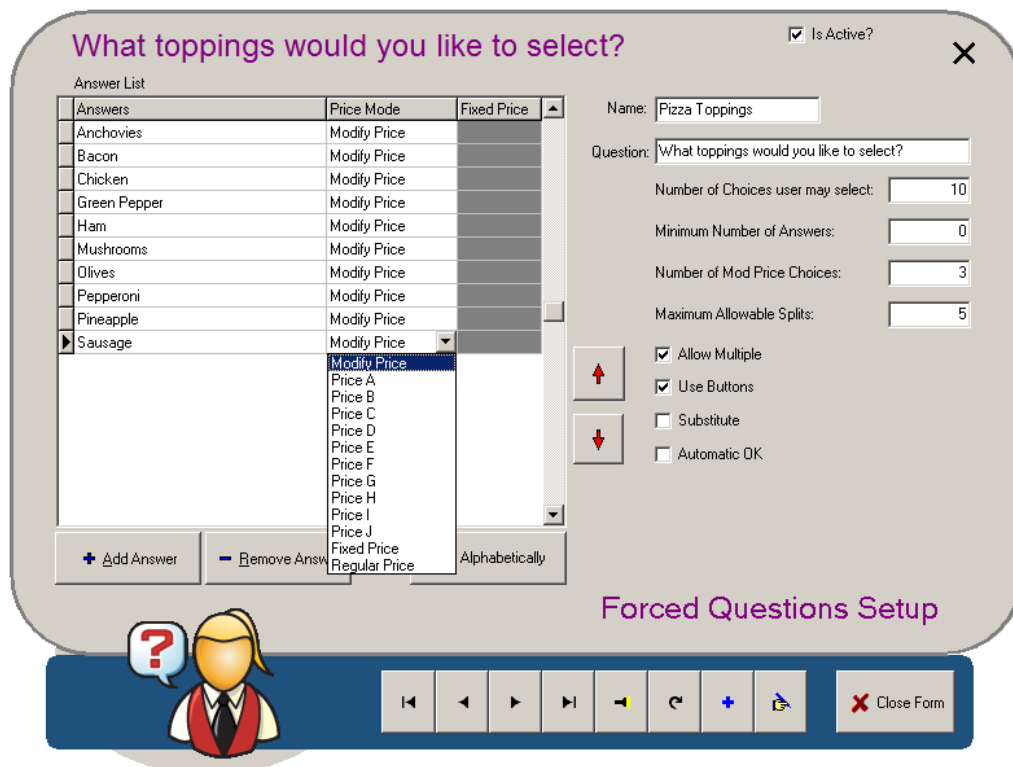 What toppings would you like to select?
Is Active?
Answer List
Answers Price Mode Fixed Price
Anchovies Modify Price
Bacon Modify Price
Chicken Modify Price
Green Pepper Modify Price
Ham Modify Price
Mushrooms Modify Price
Olives Modify Price
Pepperoni Modify Price
Pineapple Modify Price
Sausage Modify Price
Modify Price
Price A
Price B
Price C
Price D
Price E
Price F
Price G
Price H
Price I
Price J
Fixed Price
Regular Price
Add Answer
Remove Answ
Alphabetically
Name: Pizza Toppings
Question: What toppings would you like to select?
Number of Choices user may select: 10
Minimum Number of Answers: 0
Number of Mod Price Choices: 3
Maximum Allowable Splits: 5
Allow Multiple
Use Buttons
Substitute
Automatic OK
Forced Questions Setup
?
Close Form